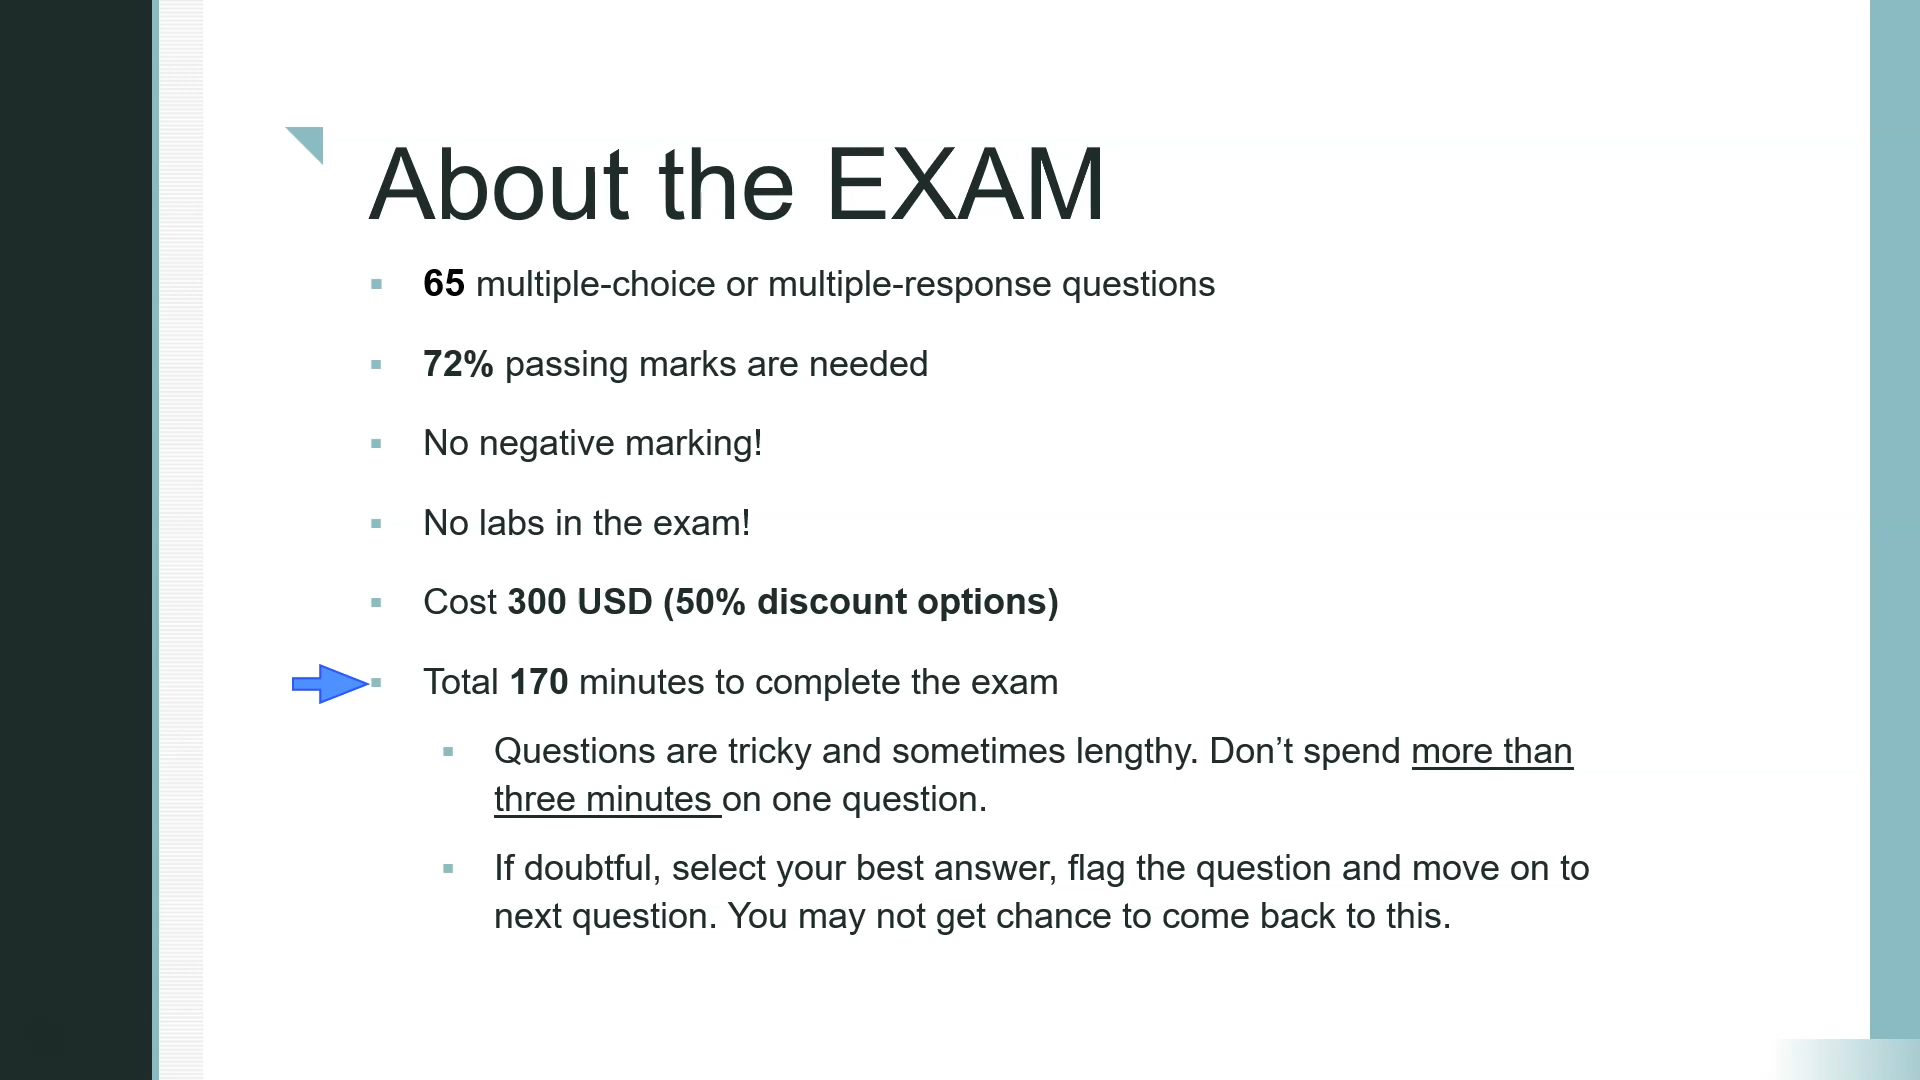 About the EXAM
65 multiple-choice or multiple-response questions
72% passing marks are needed
No negative marking!
No labs in the exam!
Cost 300 USD (50% discount options)
Total 170 minutes to complete the exam
Questions are tricky and sometimes lengthy. Don’t spend more than
three minutes on one question.
If doubtful, select your best answer, flag the question and move on to
next question. You may not get chance to come back to this.